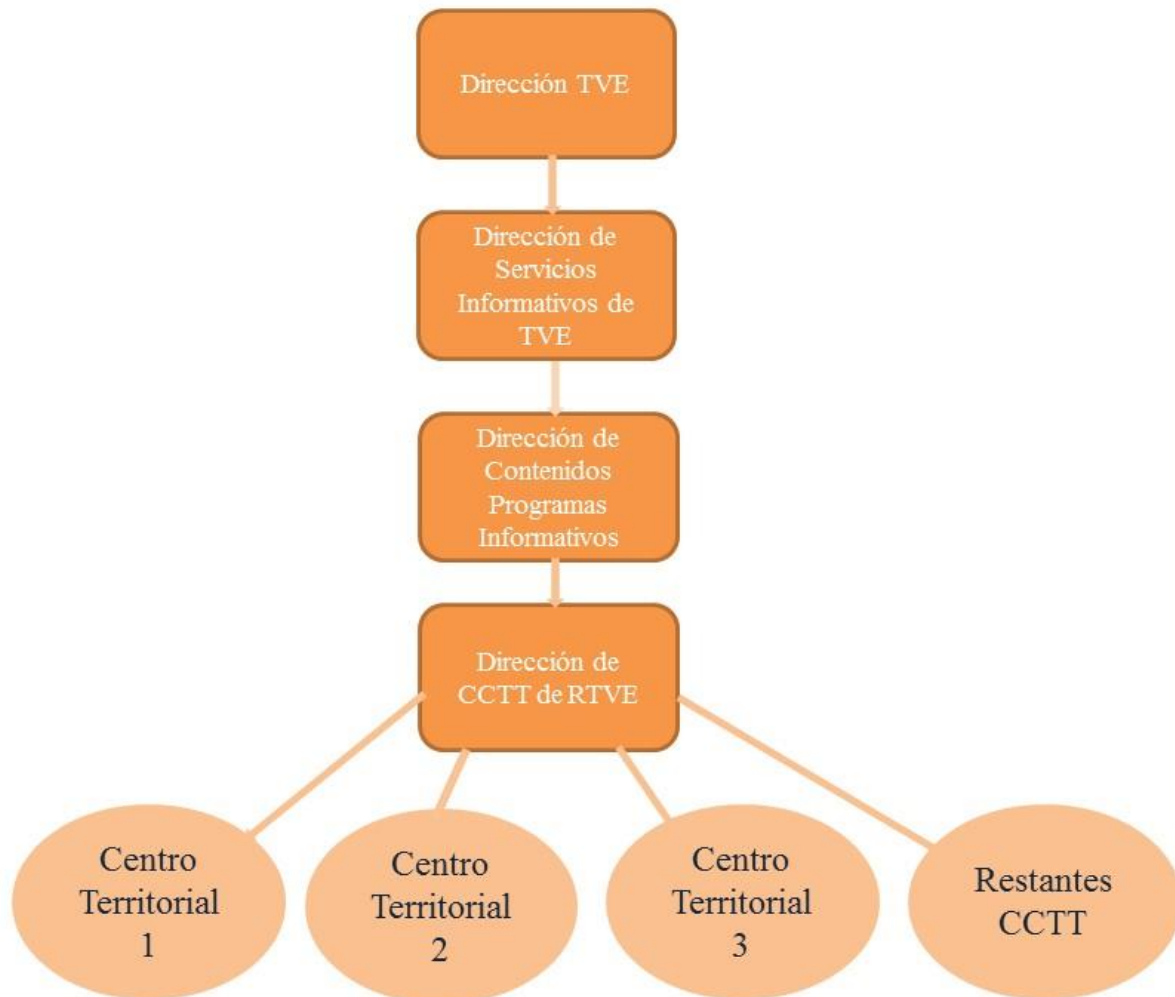 Dirección TVE
Dirección de
Servicios
Informativos de
TVE
Dirección de
Contenidos
Programas
Informativos
Dirección de
CCTT de RTVE
Centro
Territorial
1
Centro
Territorial
2
Centro
Territorial
3
Restantes
CCTT